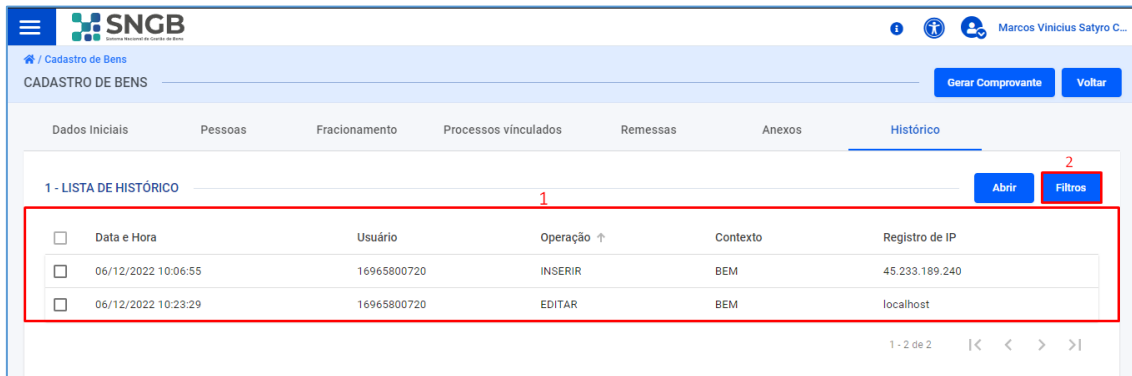 SNGB
Sistema Nacional de Gestão de Bens
Marcos Vinicius Satyro C...
/ Cadastro de Bens
CADASTRO DE BENS
Gerar Comprovante
Voltar
Dados Iniciais Pessoas Fracionamento Processos vínculados Remessas Anexos Histórico
2
1 - LISTA DE HISTÓRICO
Abrir
Filtros
1
Data e Hora Usuário Operação ↑ Contexto Registro de IP
06/12/2022 10:06:55 16965800720 INSERIR BEM 45.233.189.240
06/12/2022 10:23:29 16965800720 EDITAR BEM localhost
1 - 2 de 2 |< < > >|